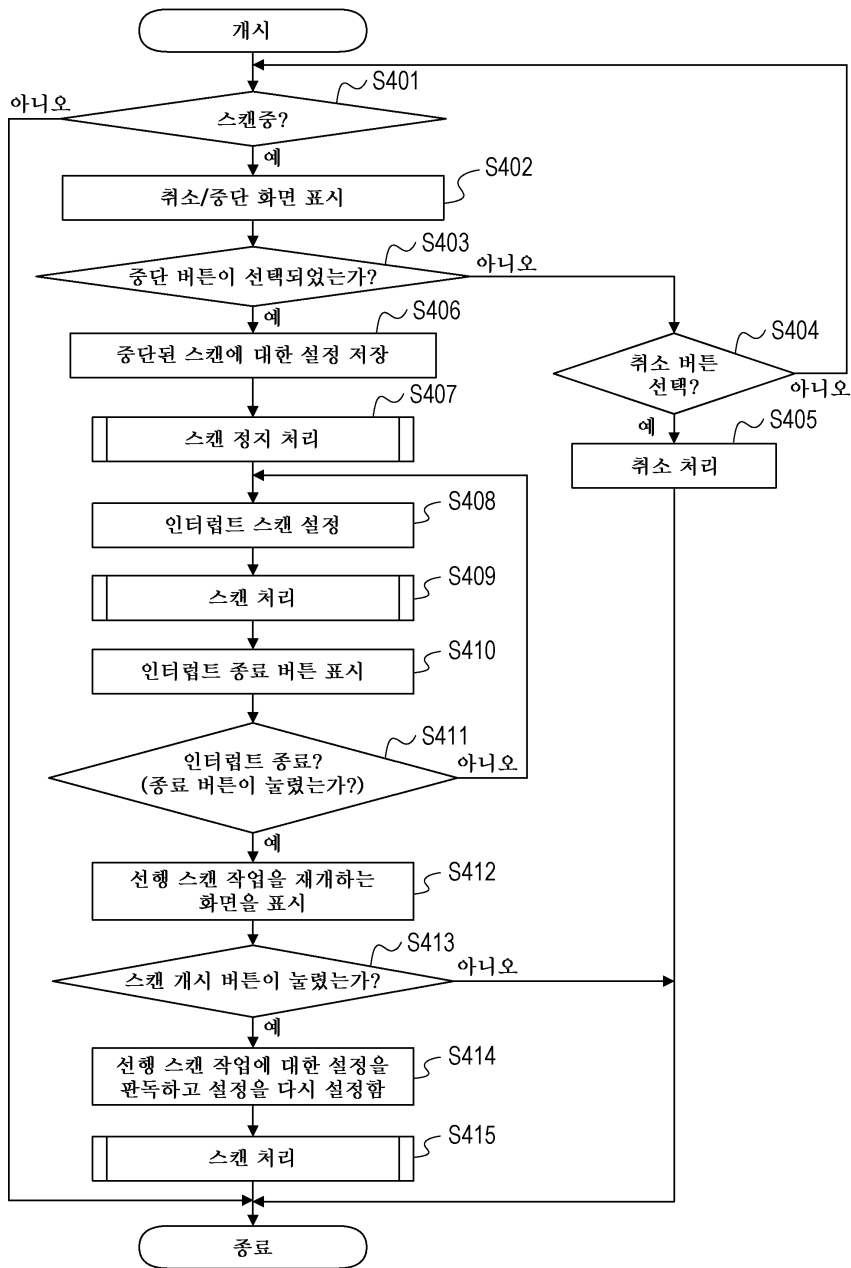 개시
S401
아니오
스캔중?
예
S402
취소/중단 화면 표시
S403
중단 버튼이 선택되었는가?
아니오
예
S406
중단된 스캔에 대한 설정 저장
S404
취소 버튼
선택?
아니오
예
S405
취소 처리
S407
스캔 정지 처리
S408
인터럽트 스캔 설정
S409
스캔 처리
S410
인터럽트 종료 버튼 표시
S411
인터럽트 종료?
(종료 버튼이 눌렸는가?)
아니오
예
S412
선행 스캔 작업을 재개하는
화면을 표시
S413
스캔 개시 버튼이 눌렸는가?
아니오
예
S414
선행 스캔 작업에 대한 설정을
판독하고 설정을 다시 설정함
S415
스캔 처리
종료